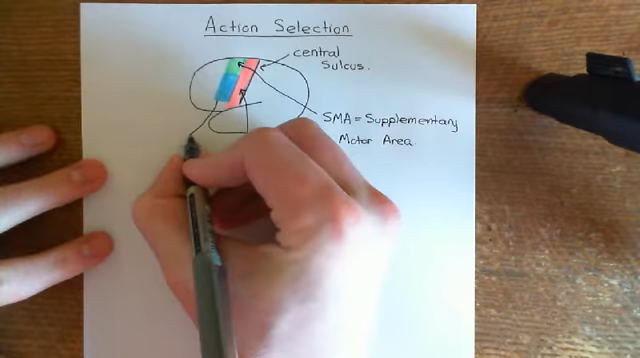 Action Selection
central
Sulcus.
SMA = Supplementary
Motor Area.